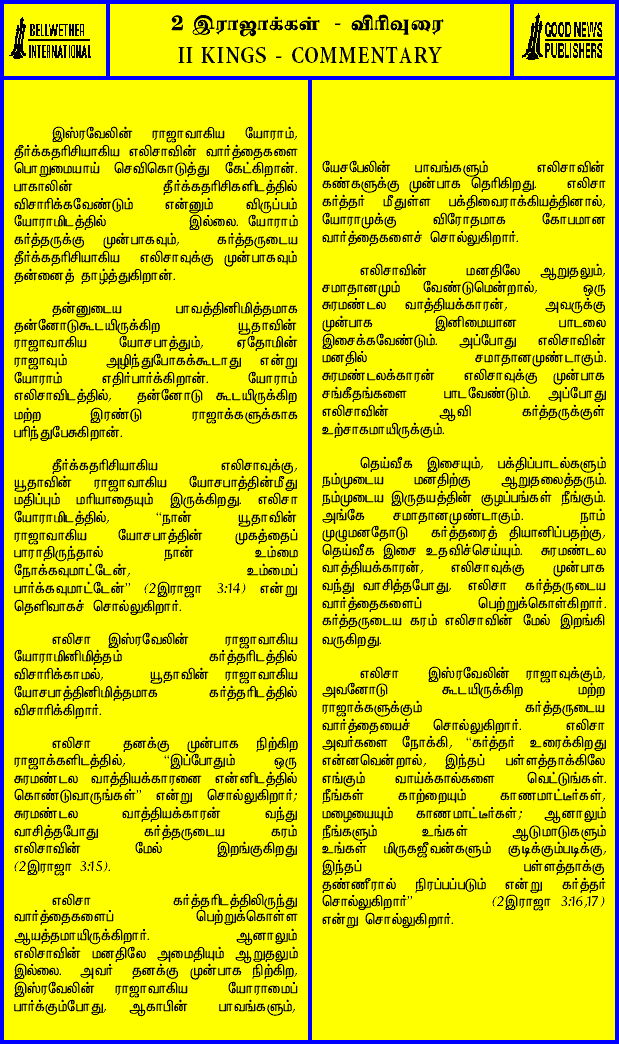 BELLWETHER
INTERNATIONAL
2 இராஜாக்கள் - விரிவுரை
II KINGS - COMMENTARY
GOOD NEWS
PUBLISHERS
இஸ்ரவேலின் ராஜாவாகிய யோராம்,
தீர்க்கதரிசியாகிய எலிசாவின் வார்த்தைகளை
பொறுமையாய் செவிகொடுத்து கேட்கிறான்.
பாகாலின் தீர்க்கதரிசிகளிடத்தில்
விசாரிக்கவேண்டும் என்னும் விருப்பம்
யோராமிடத்தில் இல்லை. யோராம்
கர்த்தருக்கு முன்பாகவும், கர்த்தருடைய
தீர்க்கதரிசியாகிய எலிசாவுக்கு முன்பாகவும்
தன்னைத் தாழ்த்துகிறான்.
தன்னுடைய பாவத்தினிமித்தமாக
தன்னோடுகூடயிருக்கிற யூதாவின்
ராஜாவாகிய யோசபாத்தும், ஏதோமின்
ராஜாவும் அழிந்துபோகக்கூடாது என்று
யோராம் எதிர்பார்க்கிறான். யோராம்
எலிசாவிடத்தில், தன்னோடு கூடயிருக்கிற
மற்ற இரண்டு ராஜாக்களுக்காக
பரிந்துபேசுகிறான்.
தீர்க்கதரிசியாகிய எலிசாவுக்கு,
யூதாவின் ராஜாவாகிய யோசபாத்தின்மீது
மதிப்பும் மரியாதையும் இருக்கிறது. எலிசா
யோராமிடத்தில், “நான் யூதாவின்
ராஜாவாகிய யோசபாத்தின் முகத்தைப்
பாராதிருந்தால் நான் உம்மை
நோக்கவுமாட்டேன், உம்மைப்
பார்க்கவுமாட்டேன்” (2இராஜா 3:14) என்று
தெளிவாகச் சொல்லுகிறார்.
எலிசா இஸ்ரவேலின் ராஜாவாகிய
யோராமினிமித்தம் கர்த்தரிடத்தில்
விசாரிக்காமல், யூதாவின் ராஜாவாகிய
யோசபாத்தினிமித்தமாக கர்த்தரிடத்தில்
விசாரிக்கிறார்.
எலிசா தனக்கு முன்பாக நிற்கிற
ராஜாக்களிடத்தில், “இப்போதும் ஒரு
சுரமண்டல வாத்தியக்காரனை என்னிடத்தில்
கொண்டுவாருங்கள்” என்று சொல்லுகிறார்;
சுரமண்டல வாத்தியக்காரன் வந்து
வாசித்தபோது கர்த்தருடைய கரம்
எலிசாவின் மேல் இறங்குகிறது
(2இராஜா 3:15).
எலிசா கர்த்தரிடத்திலிருந்து
வார்த்தைகளைப் பெற்றுக்கொள்ள
ஆயத்தமாயிருக்கிறார். ஆனாலும்
எலிசாவின் மனதிலே அமைதியும் ஆறுதலும்
இல்லை. அவர் தனக்கு முன்பாக நிற்கிற,
இஸ்ரவேலின் ராஜாவாகிய யோராமைப்
பார்க்கும்போது, ஆகாபின் பாவங்களும்,
யேசபேலின் பாவங்களும் எலிசாவின்
கண்களுக்கு முன்பாக தெரிகிறது. எலிசா
கர்த்தர் மீதுள்ள பக்திவைராக்கியத்தினால்,
யோராமுக்கு விரோதமாக கோபமான
வார்த்தைகளைச் சொல்லுகிறார்.
எலிசாவின் மனதிலே ஆறுதலும்,
சமாதானமும் வேண்டுமென்றால், ஒரு
சுரமண்டல வாத்தியக்காரன், அவருக்கு
முன்பாக இனிமையான பாடலை
இசைக்கவேண்டும். அப்போது எலிசாவின்
மனதில் சமாதானமுண்டாகும்.
சுரமண்டலக்காரன் எலிசாவுக்கு முன்பாக
சங்கீதங்களை பாடவேண்டும். அப்போது
எலிசாவின் ஆவி கர்த்தருக்குள்
உற்சாகமாயிருக்கும்.
தெய்வீக இசையும், பக்திப்பாடல்களும்
நம்முடைய மனதிற்கு ஆறுதலைத்தரும்.
நம்முடைய இருதயத்தின் குழப்பங்கள் நீங்கும்.
அங்கே சமாதானமுண்டாகும். நாம்
முழுமனதோடு கர்த்தரைத் தியானிப்பதற்கு,
தெய்வீக இசை உதவிச்செய்யும். சுரமண்டல
வாத்தியக்காரன், எலிசாவுக்கு முன்பாக
வந்து வாசித்தபோது, எலிசா கர்த்தருடைய
வார்த்தைகளைப் பெற்றுக்கொள்கிறார்.
கர்த்தருடைய கரம் எலிசாவின் மேல் இறங்கி
வருகிறது.
எலிசா இஸ்ரவேலின் ராஜாவுக்கும்,
அவனோடு கூடயிருக்கிற மற்ற
ராஜாக்களுக்கும் கர்த்தருடைய
வார்த்தையைச் சொல்லுகிறார். எலிசா
அவர்களை நோக்கி, “கர்த்தர் உரைக்கிறது
என்னவென்றால், இந்தப் பள்ளத்தாக்கிலே
எங்கும் வாய்க்கால்களை வெட்டுங்கள்.
நீங்கள் காற்றையும் காணமாட்டீர்கள்,
மழையையும் காணமாட்டீர்கள்; ஆனாலும்
நீங்களும் உங்கள் ஆடுமாடுகளும்
உங்கள் மிருகஜீவன்களும் குடிக்கும்படிக்கு,
இந்தப் பள்ளத்தாக்கு
தண்ணீரால் நிரப்பப்படும் என்று கர்த்தர்
சொல்லுகிறார்” (2இராஜா 3:16,17)
என்று சொல்லுகிறார்.